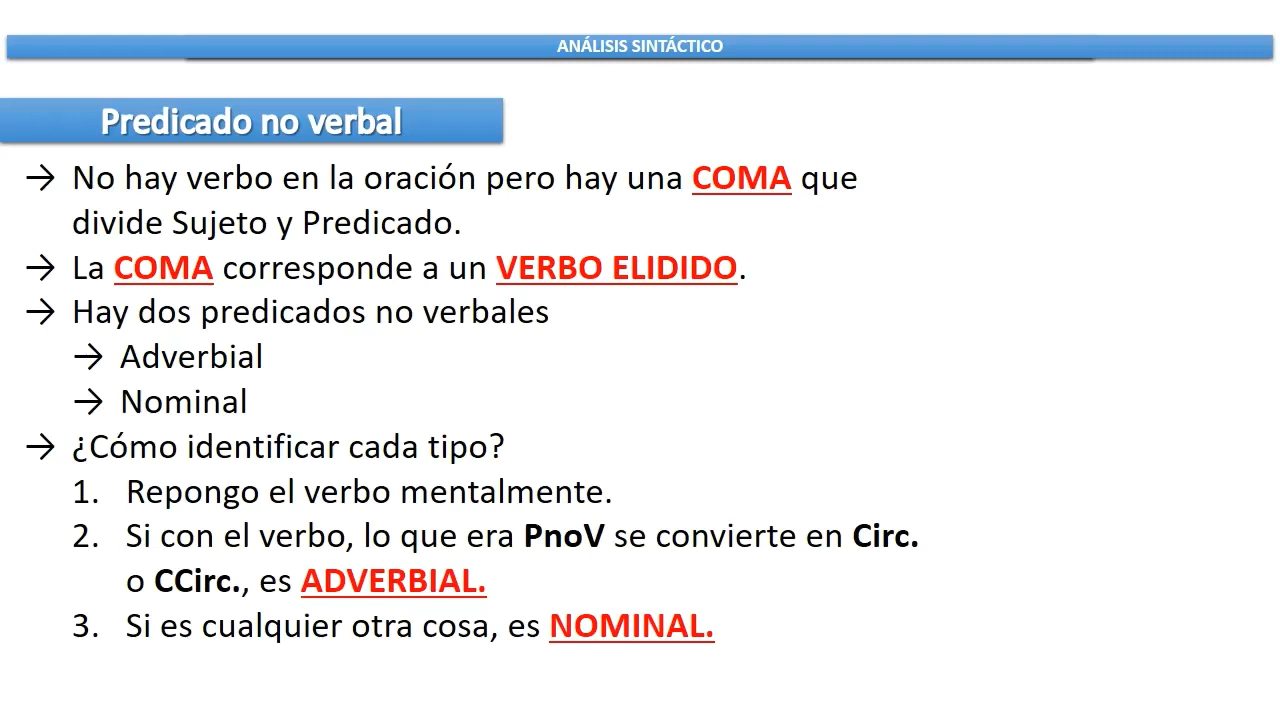 ANÁLISIS SINTÁCTICO
Predicado no verbal
→ No hay verbo en la oración pero hay una COMA que
divide Sujeto y Predicado.
→ La COMA corresponde a un VERBO ELIDIDO.
→ Hay dos predicados no verbales
→ Adverbial
→ Nominal
→ ¿Cómo identificar cada tipo?
1. Repongo el verbo mentalmente.
2. Si con el verbo, lo que era PnoV se convierte en Circ.
o CCirc., es ADVERBIAL.
3. Si es cualquier otra cosa, es NOMINAL.